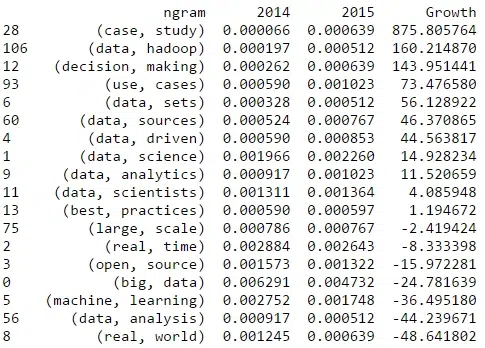 ngram 2014 2015 Growth
28 (case, study) 0.000066 0.000639 875.805764
106 (data, hadoop) 0.000197 0.000512 160.214870
12 (decision, making) 0.000262 0.000639 143.951441
93 (use, cases) 0.000590 0.001023 73.476580
6 (data, sets) 0.000328 0.000512 56.128922
60 (data, sources) 0.000524 0.000767 46.370865
4 (data, driven) 0.000590 0.000853 44.563817
1 (data, science) 0.001966 0.002260 14.928234
9 (data, analytics) 0.000917 0.001023 11.520659
11 (data, scientists) 0.001311 0.001364 4.085948
13 (best, practices) 0.000590 0.000597 1.194672
75 (large, scale) 0.000786 0.000767 -2.419424
2 (real, time) 0.002884 0.002643 -8.333398
3 (open, source) 0.001573 0.001322 -15.972281
0 (big, data) 0.006291 0.004732 -24.781639
5 (machine, learning) 0.002752 0.001748 -36.495180
56 (data, analysis) 0.000917 0.000512 -44.239671
8 (real, world) 0.001245 0.000639 -48.641802